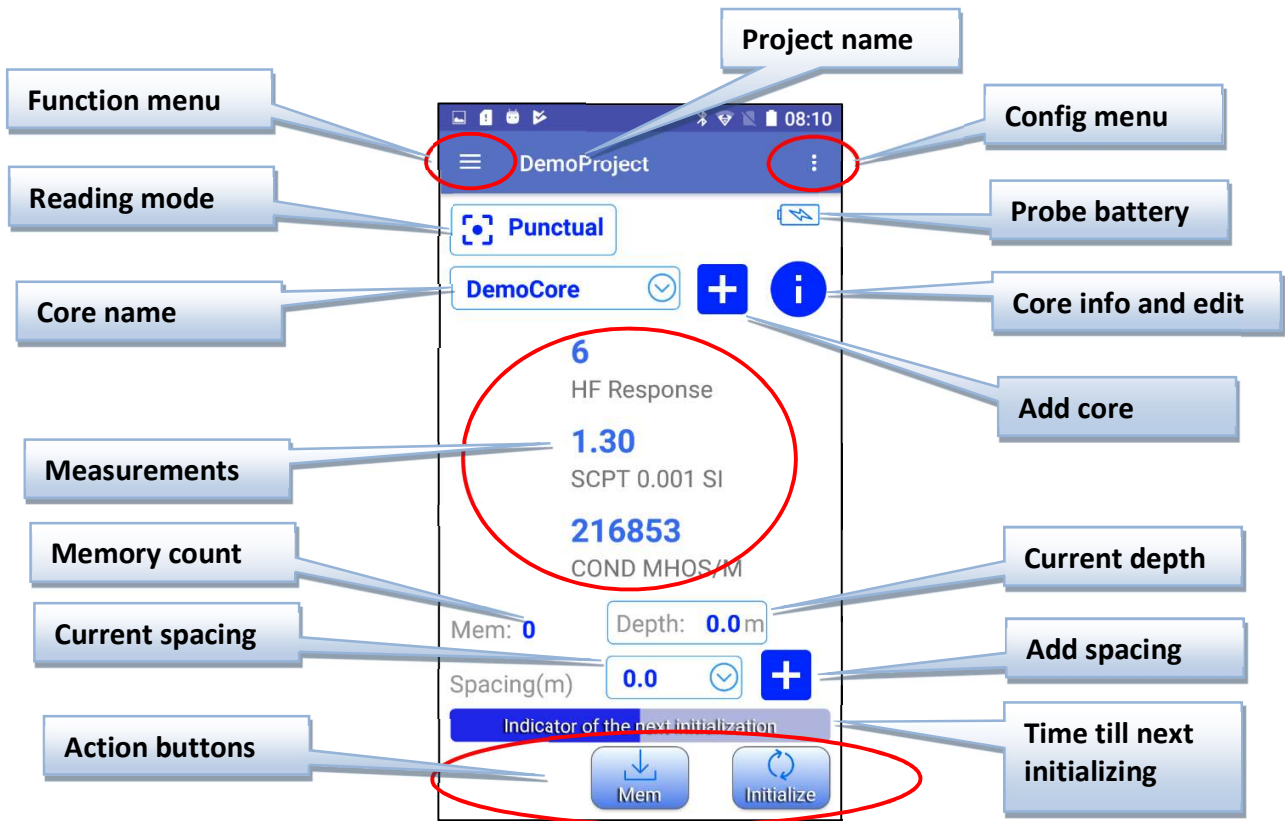 Project name
Function menu
Config menu
08:10
DemoProject
Reading mode
Probe battery
Punctual
Core name
DemoCore
Core info and edit
6
HF Response
Add core
1.30
SCPT 0.001 SI
Measurements
216853
COND MHOS/M
Memory count
Current depth
Mem: 0
Depth: 0.0 m
Current spacing
Add spacing
Spacing(m)
0.0
Indicator of the next initialization
Action buttons
Time till next
initializing
Mem
Initialize